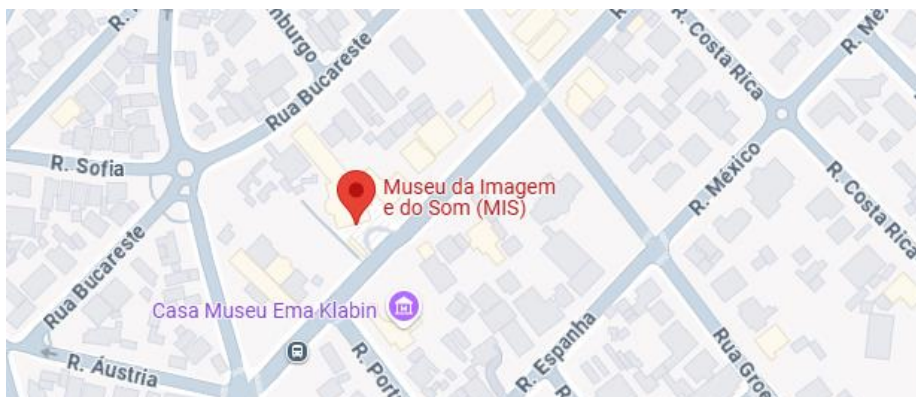 R. Costa Rica
Rua Bucareste
R. Sofia
R. México
Museu da Imagem
e do Som (MIS)
R. Costa Rica
Rua Bucareste
Casa Museu Ema Klabin
R. Espanha
R. Áustria